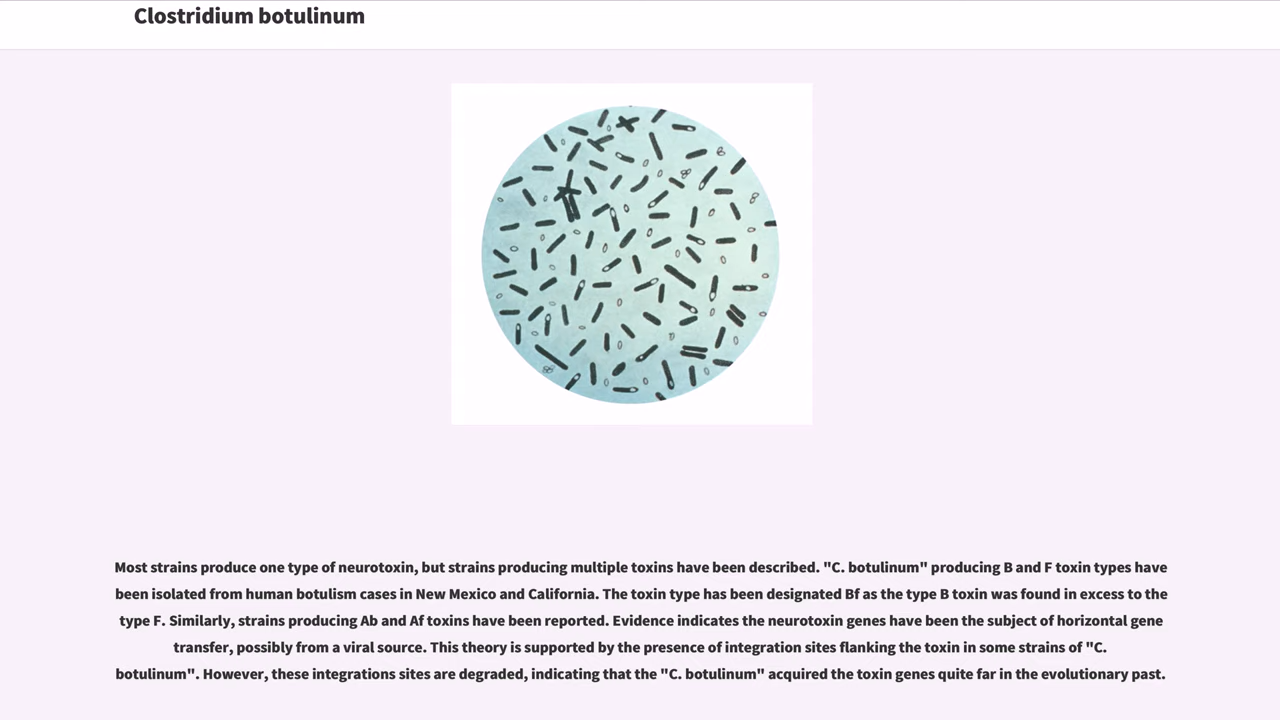 Clostridium botulinum
Most strains produce one type of neurotoxin, but strains producing multiple toxins have been described. "C. botulinum" producing B and F toxin types have
been isolated from human botulism cases in New Mexico and California. The toxin type has been designated Bf as the type B toxin was found in excess to the
type F. Similarly, strains producing Ab and Af toxins have been reported. Evidence indicates the neurotoxin genes have been the subject of horizontal gene
transfer, possibly from a viral source. This theory is supported by the presence of integration sites flanking the toxin in some strains of "C.
botulinum". However, these integrations sites are degraded, indicating that the "C. botulinum" acquired the toxin genes quite far in the evolutionary past.